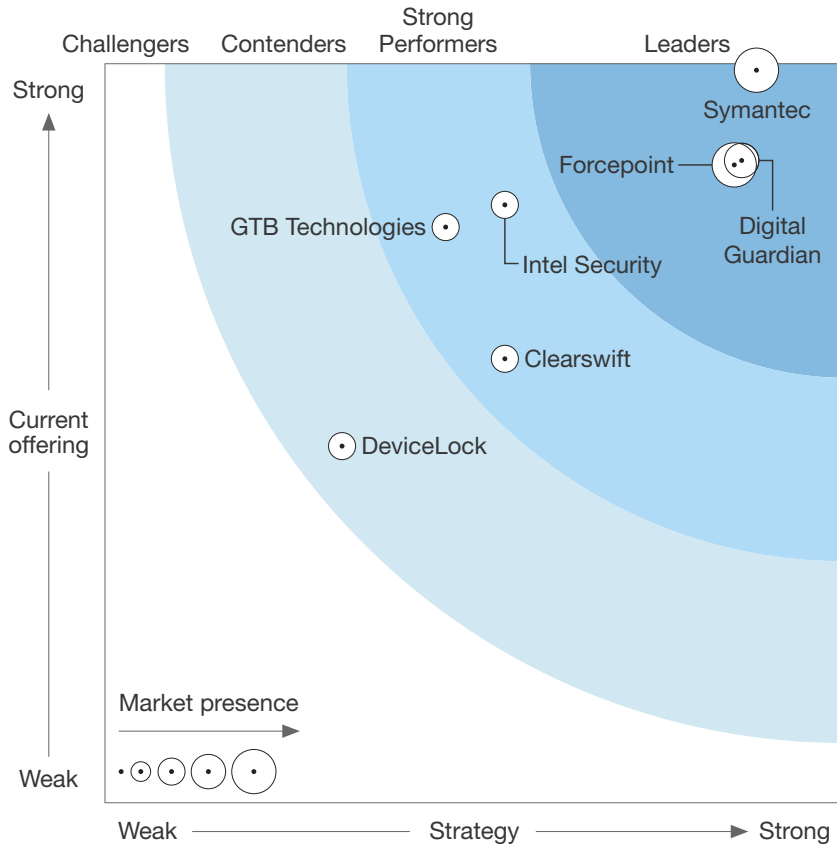 Challengers
Contenders
Strong
Performers
Leaders
Strong
Symantec
Forcepoint
Digital
Guardian
GTB Technologies
Intel Security
Clearswift
Current
offering
DeviceLock
Market presence
Weak
Weak
Strategy
Strong